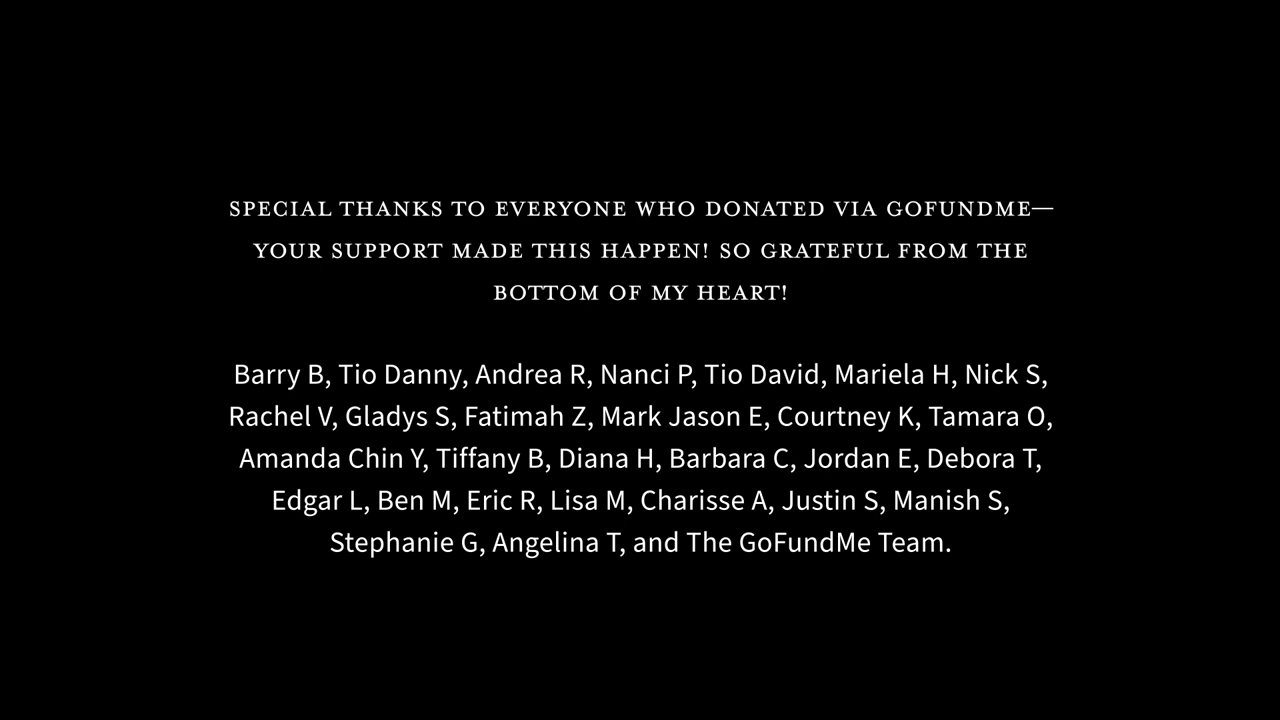 SPECIAL THANKS TO EVERYONE WHO DONATED VIA GOFUNDME—
YOUR SUPPORT MADE THIS HAPPEN! SO GRATEFUL FROM THE
BOTTOM OF MY HEART!
Barry B, Tio Danny, Andrea R, Nanci P, Tio David, Mariela H, Nick S,
Rachel V, Gladys S, Fatimah Z, Mark Jason E, Courtney K, Tamara O,
Amanda Chin Y, Tiffany B, Diana H, Barbara C, Jordan E, Debora T,
Edgar L, Ben M, Eric R, Lisa M, Charisse A, Justin S, Manish S,
Stephanie G, Angelina T, and The GoFundMe Team.